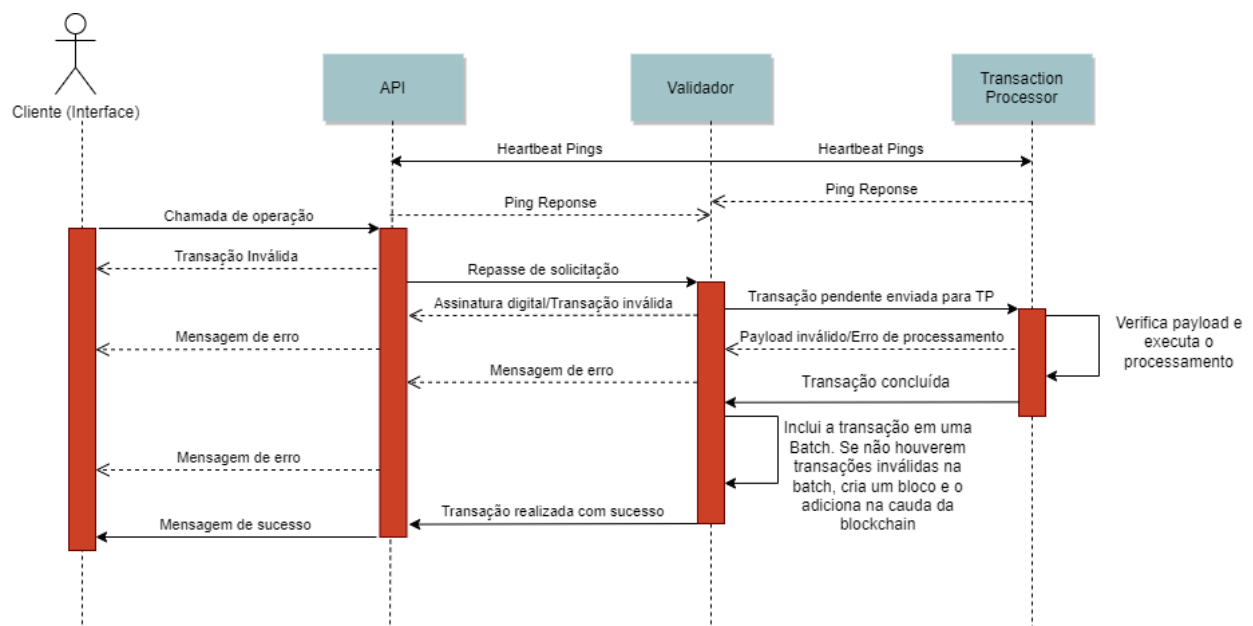 API
Validador
Transaction
Processor
Cliente (Interface)
Heartbeat Pings
Heartbeat Pings
Ping Reponse
Ping Reponse
Chamada de operação
Transação Inválida
Repasse de solicitação
Assinatura digital/Transação inválida
Transação pendente enviada para TP
Verifica payload e
executa o
processamento
Mensagem de erro
Payload inválido/Erro de processamento
Mensagem de erro
Transação concluída
Inclui a transação em uma
Batch. Se não houverem
transações inválidas na
batch, cria um bloco e o
adiciona na cauda da
blockchain
Mensagem de erro
Transação realizada com sucesso
Mensagem de sucesso